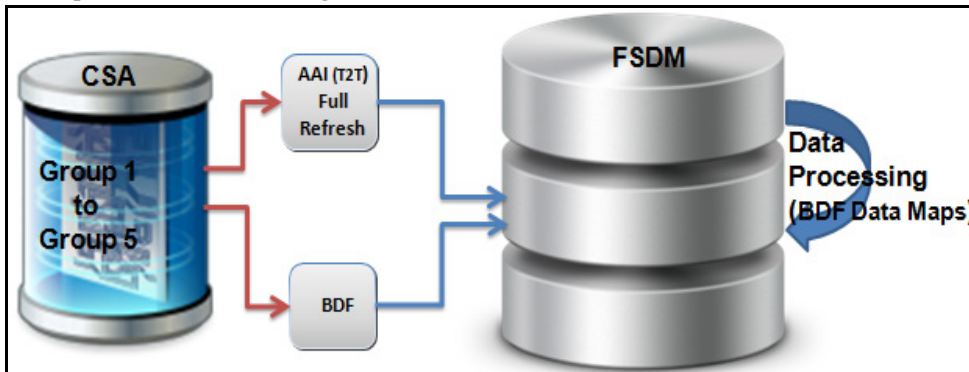 CSA
Group 1
to
Group 5
AAI (T2T)
Full
Refresh
BDF
FSDM
Data
Processing
(BDF Data Maps)